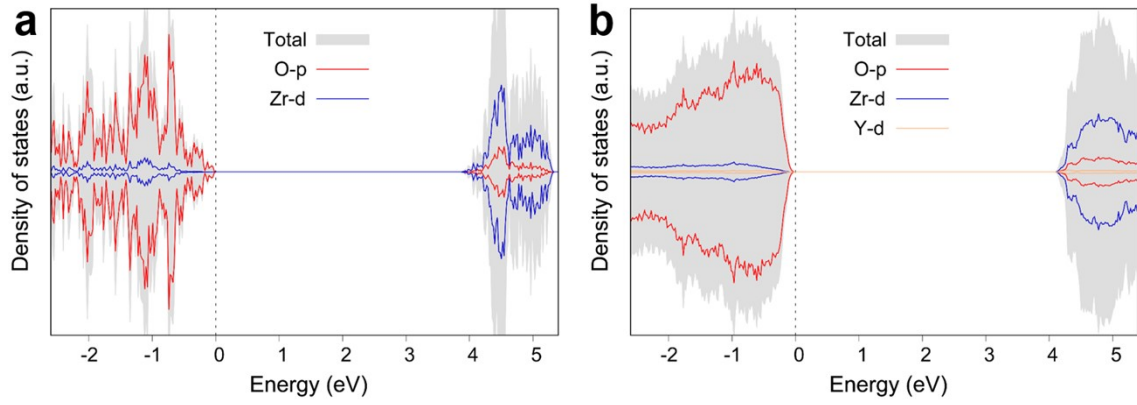 a
Density of states (a.u.)
Total
O-p
Zr-d
-2 -1 0 1 2 3 4 5
Energy (eV)
b
Density of states (a.u.)
Total
O-p
Zr-d
Y-d
-2 -1 0 1 2 3 4 5
Energy (eV)